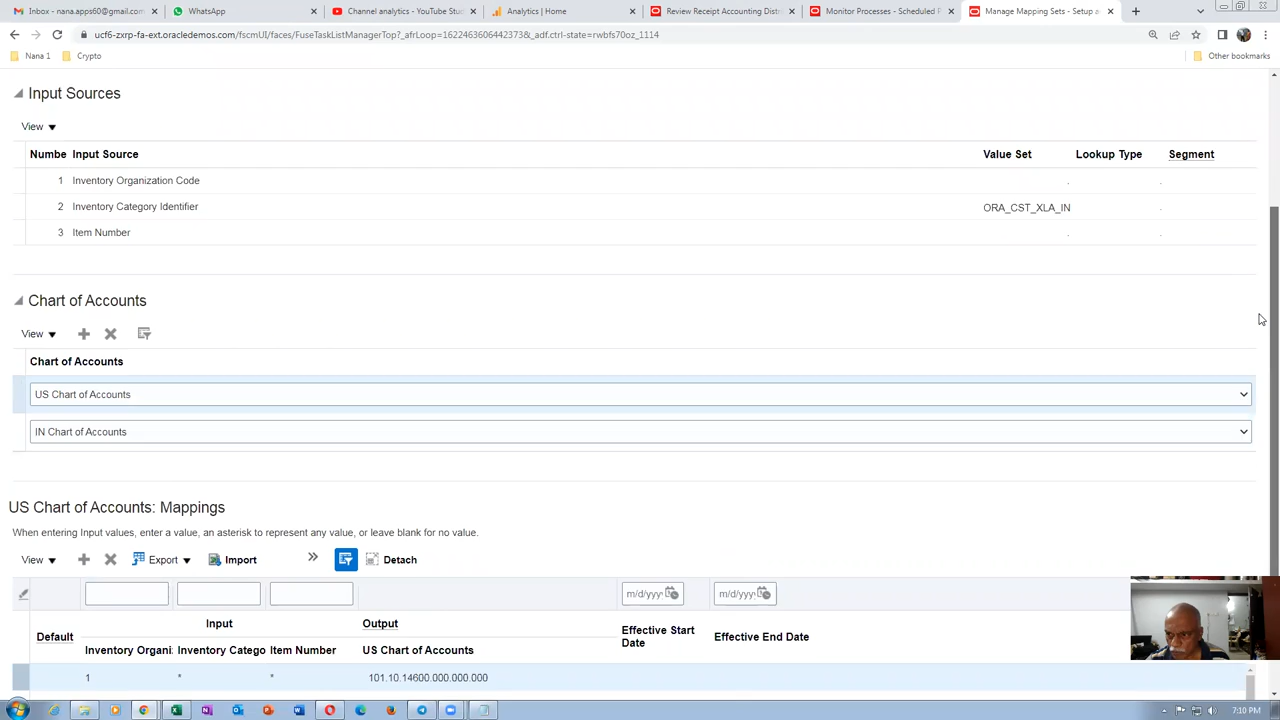 Inbox - nana.apps60@gmail.com
WhatsApp
Channel analytics - YouTube Stu
Analytics | Home
Review Receipt Accounting Dist
Monitor Processes - Scheduled P
Manage Mapping Sets - Setup a
ucf6-zxrp-fa-ext.oracledemos.com/fscmUI/faces/FuseTaskListManagerTop?_afrLoop=1622463606442373&_adf.ctrl-state=rwbfs70oz_1114
Nana 1
Crypto
Other bookmarks
Input Sources
View
Numbe Input Source Value Set Lookup Type Segment
1 Inventory Organization Code . .
2 Inventory Category Identifier ORA_CST_XLA_IN .
3 Item Number . .
Chart of Accounts
View
Chart of Accounts
US Chart of Accounts
IN Chart of Accounts
US Chart of Accounts: Mappings
When entering Input values, enter a value, an asterisk to represent any value, or leave blank for no value.
View Export Import » Detach
m/d/yyy m/d/yyy
Default Input Output Effective Start Date Effective End Date
Inventory Organi: Inventory Catego Item Number US Chart of Accounts
1 * * 101.10.14600.000.000.000
7:10 PM